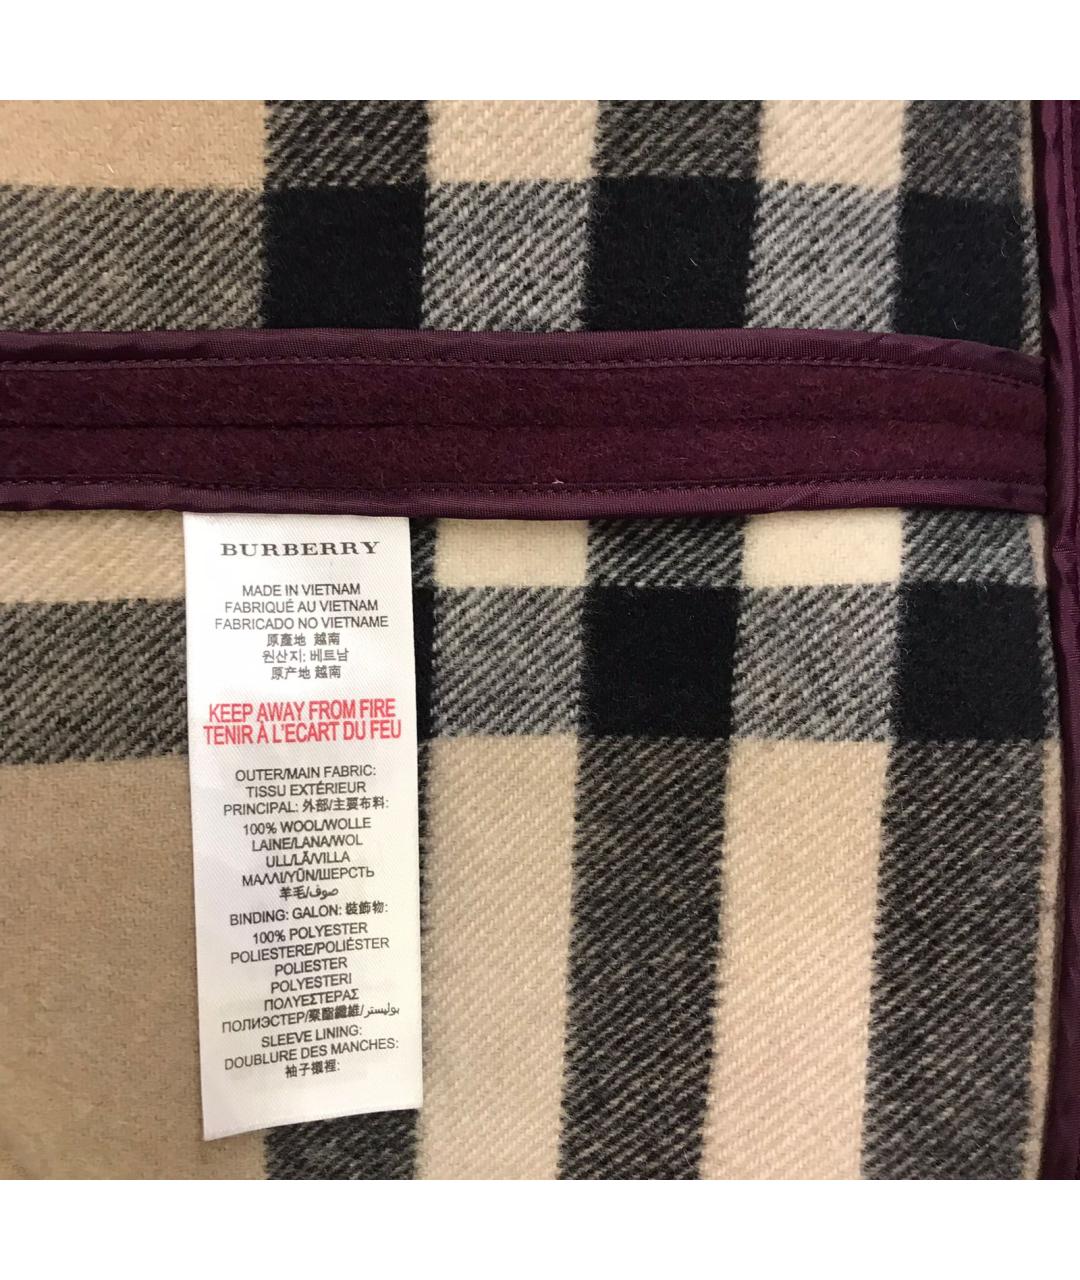 BURBERRY
MADE IN VIETNAM
FABRIQUÉ AU VIETNAM
FABRICADO NO VIETNAME
原產地 越南
원산지: 베트남
原产地 越南
KEEP AWAY FROM FIRE
TENIR À L'ECART DU FEU
OUTER/MAIN FABRIC:
TISSU EXTÉRIEUR
PRINCIPAL: 外部/主要布料:
100% WOOL/WOLLE
LAINE/LANA/WOL
ULL/LÃ/VILLA
ΜΑΛΛΙ/YÜN/ШЕРСТЬ
羊毛/صوف
BINDING: GALON: 裝飾物:
100% POLYESTER
POLIESTERE/POLIÉSTER
POLIESTER
POLYESTERI
ΠΟΛΥΕΣΤΕΡΑΣ
ПОЛИЭСТЕР/聚酯纖維/بوليستر
SLEEVE LINING:
DOUBLURE DES MANCHES:
袖子襯裡: